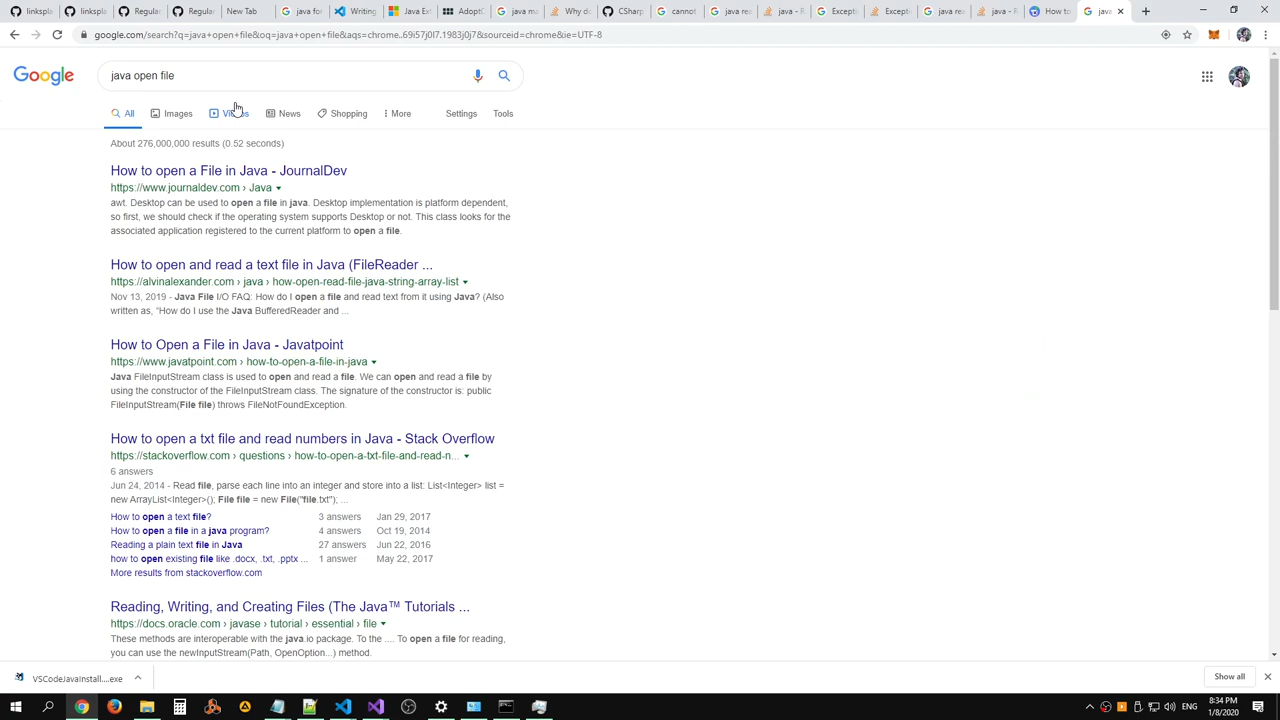 linkspla
Regular
Regular
New Tab
java for
Writing
Java Ex
AdoptC
java ma
Why do
CSharp
cannot
java rea
java - R
Excepti
Excepti
java rea
java - R
How to
java
google.com/search?q=java+open+file&oq=java+open+file&aqs=chrome..69i57j0l7.1983j0j7&sourceid=chrome&ie=UTF-8
Google
java open file
All Images Videos News Shopping More Settings Tools
About 276,000,000 results (0.52 seconds)
How to open a File in Java - JournalDev
https://www.journaldev.com › Java
awt. Desktop can be used to open a file in java. Desktop implementation is platform dependent,
so first, we should check if the operating system supports Desktop or not. This class looks for the
associated application registered to the current platform to open a file.
How to open and read a text file in Java (FileReader ...
https://alvinalexander.com › java › how-open-read-file-java-string-array-list
Nov 13, 2019 - Java File I/O FAQ: How do I open a file and read text from it using Java? (Also
written as, "How do I use the Java BufferedReader and ...
How to Open a File in Java - Javatpoint
https://www.javatpoint.com › how-to-open-a-file-in-java
Java FileInputStream class is used to open and read a file. We can open and read a file by
using the constructor of the FileInputStream class. The signature of the constructor is: public
FileInputStream(File file) throws FileNotFoundException.
How to open a txt file and read numbers in Java - Stack Overflow
https://stackoverflow.com › questions › how-to-open-a-txt-file-and-read-n...
6 answers
Jun 24, 2014 - Read file, parse each line into an integer and store into a list: List<Integer> list =
new ArrayList<Integer>(); File file = new File("file.txt"); ...
How to open a text file? 3 answers Jan 29, 2017
How to open a file in a java program? 4 answers Oct 19, 2014
Reading a plain text file in Java 27 answers Jun 22, 2016
how to open existing file like .docx, .txt, .pptx ... 1 answer May 22, 2017
More results from stackoverflow.com
Reading, Writing, and Creating Files (The Java™ Tutorials ...
https://docs.oracle.com › javase › tutorial › essential › file
These methods are interoperable with the java.io package. To the .... To open a file for reading,
you can use the newInputStream(Path, OpenOption...) method.
VSCodeJavaInstall....exe
Show all
ENG
8:34 PM
1/8/2020